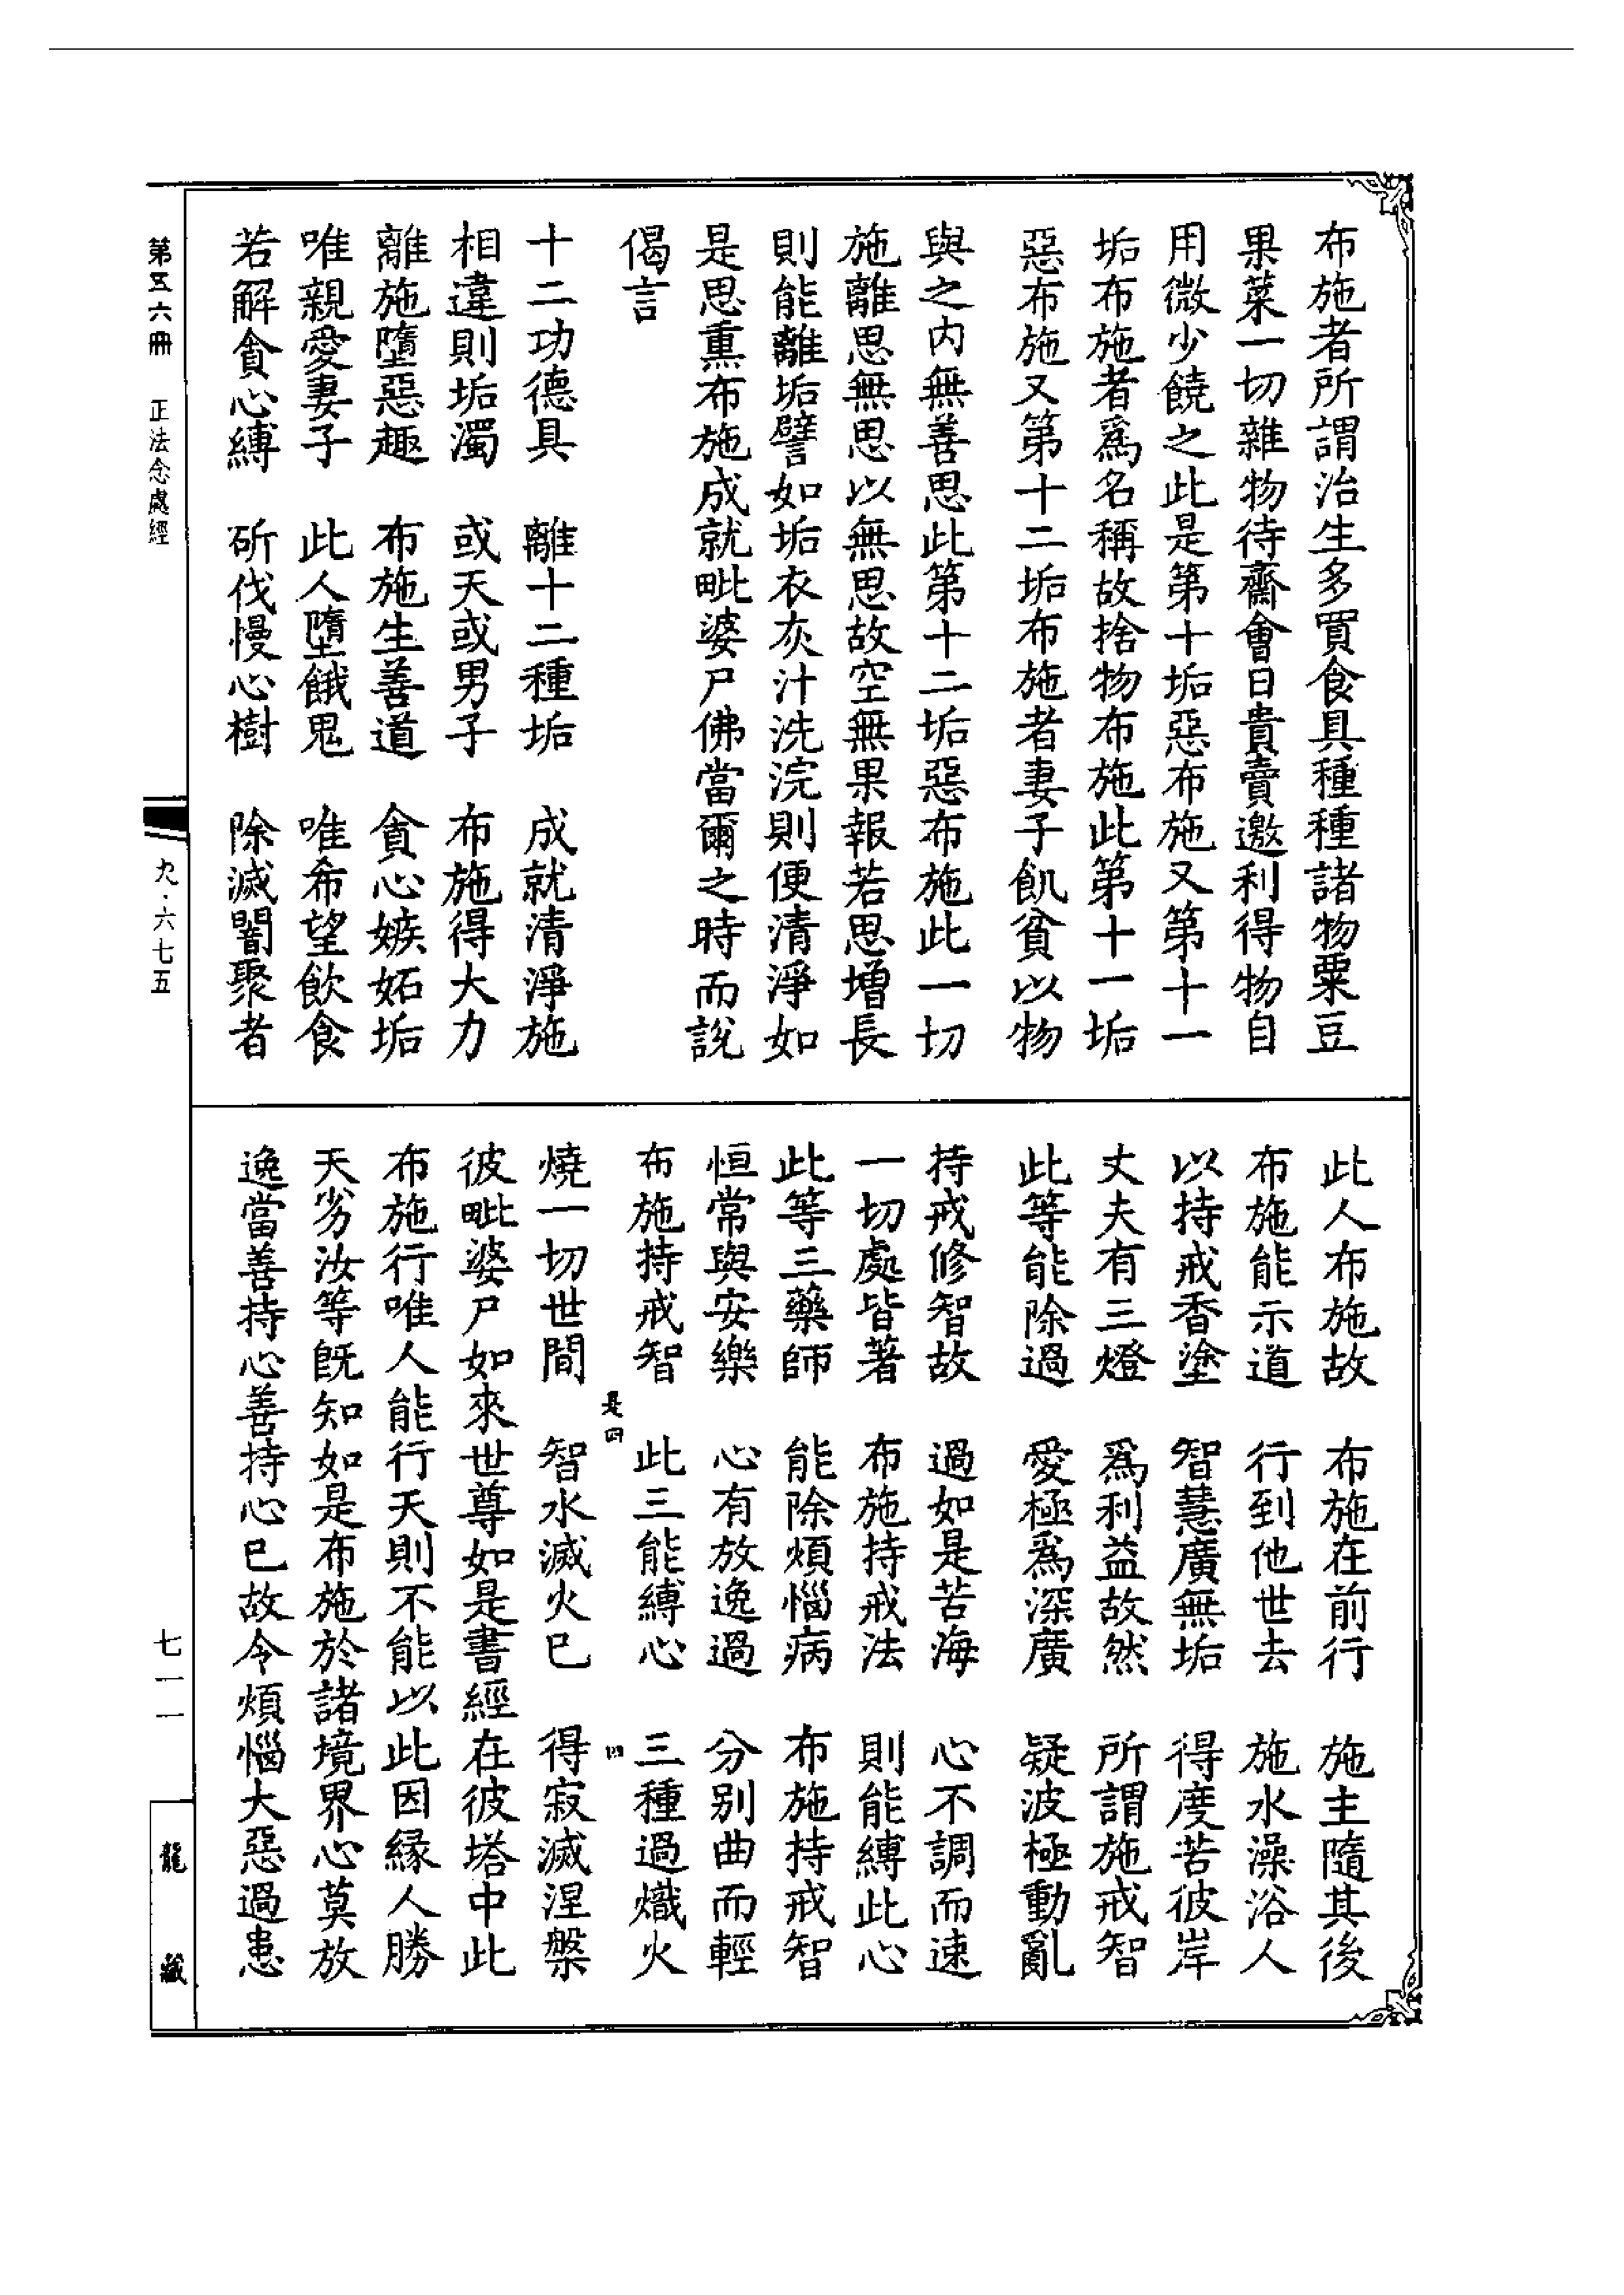 布施者所謂治生多買食具種種諸物粟豆
果菜一切雜物待齋會日貴賣邀利得物自
用微少饒之此是第十垢惡布施又第十一
垢布施者爲名稱故捨物布施此第十一垢
惡布施又第十二垢布施者妻子飢貧以物
與之內無善思此第十二垢惡布施此一切
施離思無思以無思故空無果報若思增長
則能離垢譬如垢衣灰汁洗浣則便清淨如
是思熏布施成就毗婆尸佛當爾之時而說
偈言
十二功德具　離十二種垢　成就清淨施
相違則垢濁　或天或男子　布施得大力
離施墮惡趣　布施生善道　貪心嫉妬垢
唯親愛妻子　此人墮餓鬼　唯希望飲食
若解貪心縛　斫伐慢心樹　除滅闇聚者
此人布施故　布施在前行　施主隨其後
布施能示道　行到他世去　施水澡浴人
以持戒香塗　智慧廣無垢　得度苦彼岸
丈夫有三燈　爲利益故然　所謂施戒智
此等能除過　愛極爲深廣　疑波極動亂
持戒修智故　過如是苦海　心不調而速
一切處皆著　布施持戒法　則能縛此心
此等三藥師　能除煩惱病　布施持戒智
恒常與安樂　心有放逸過　分別曲而輕
布施持戒智　此三能縛心　三種過熾火
是四
四
燒一切世間　智水滅火已　得寂滅涅槃
彼毗婆尸如來世尊如是書經在彼塔中此
布施行唯人能行天則不能以此因緣人勝
天劣汝等既知如是布施於諸境界心莫放
逸當善持心善持心已故令煩惱大惡過患
第五六冊　正法念處經
九·六七五
七一一
龍藏